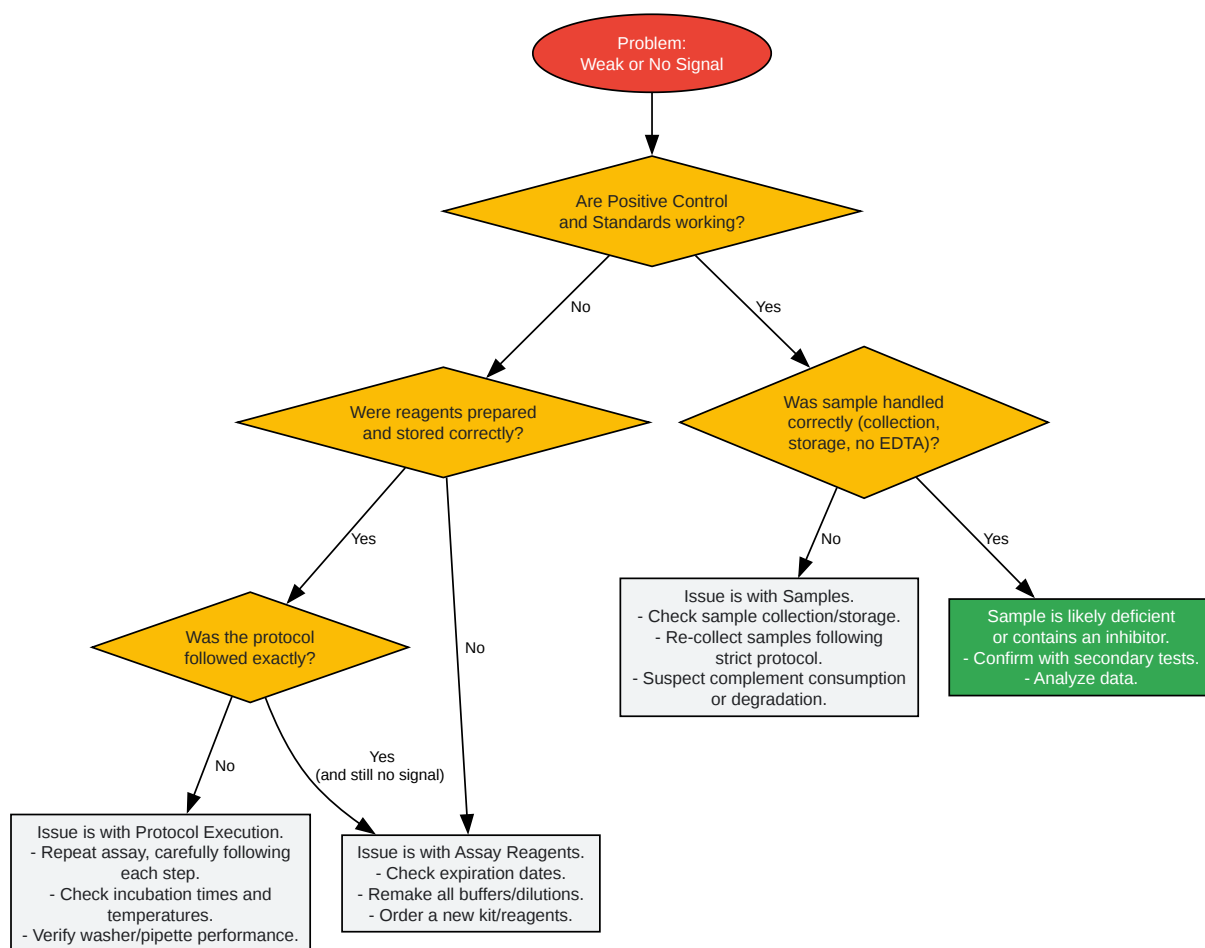 Problem:
Weak or No Signal
Are Positive Control
and Standards working?
No
Yes
Were reagents prepared
and stored correctly?
Was sample handled
correctly (collection,
storage, no EDTA)?
Yes
No
No
Yes
Was the protocol
followed exactly?
Issue is with Samples.
- Check sample collection/storage.
- Re-collect samples following
strict protocol.
- Suspect complement consumption
or degradation.
Sample is likely deficient
or contains an inhibitor.
- Confirm with secondary tests.
- Analyze data.
No
Yes
(and still no signal)
Issue is with Protocol Execution.
- Repeat assay, carefully following
each step.
- Check incubation times and
temperatures.
- Verify washer/pipette performance.
Issue is with Assay Reagents.
- Check expiration dates.
- Remake all buffers/dilutions.
- Order a new kit/reagents.